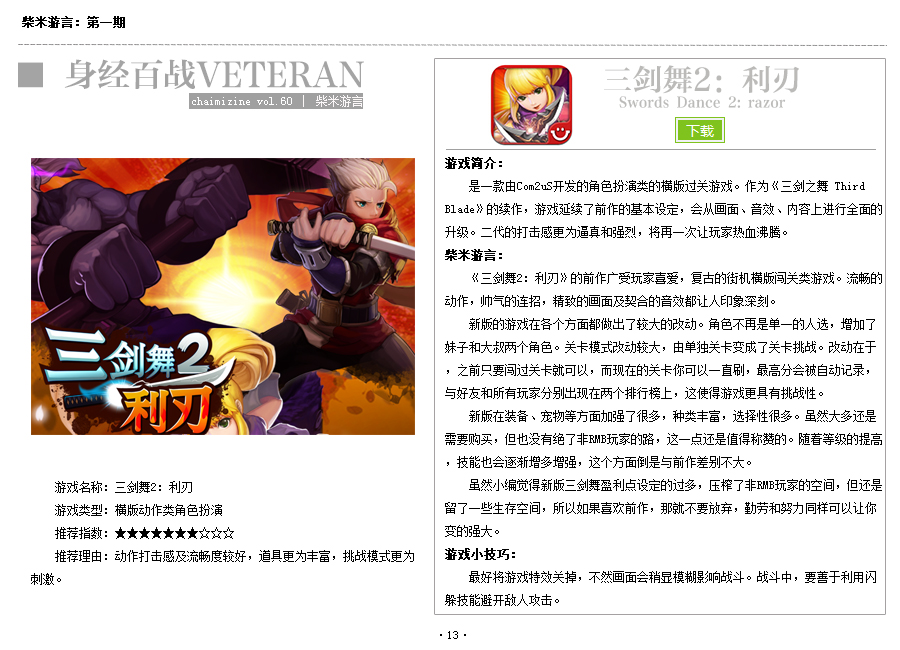 柴米游言：第一期
身经百战VETERAN
chaimizine vol.60 | 柴米游言
三剑舞2
利刃
游戏名称：三剑舞2：利刃
游戏类型：横版动作类角色扮演
推荐指数：★★★★★★★☆☆☆
推荐理由：动作打击感及流畅度较好，道具更为丰富，挑战模式更为
刺激。
三剑舞2：利刃
Swords Dance 2: razor
下载
游戏简介：
是一款由Com2uS开发的角色扮演类的横版过关游戏。作为《三剑之舞 Third
Blade》的续作，游戏延续了前作的基本设定，会从画面、音效、内容上进行全面的
升级。二代的打击感更为逼真和强烈，将再一次让玩家热血沸腾。
柴米游言：
《三剑舞2：利刃》的前作广受玩家喜爱，复古的街机横版闯关类游戏。流畅的
动作，帅气的连招，精致的画面及契合的音效都让人印象深刻。
新版的游戏在各个方面都做出了较大的改动。角色不再是单一的人选，增加了
妹子和大叔两个角色。关卡模式改动较大，由单独关卡变成了关卡挑战。改动在于
，之前只要闯过关卡就可以，而现在的关卡你可以一直刷，最高分会被自动记录，
与好友和所有玩家分别出现在两个排行榜上，这使得游戏更具有挑战性。
新版在装备、宠物等方面加强了很多，种类丰富，选择性很多。虽然大多还是
需要购买，但也没有绝了非RMB玩家的路，这一点还是值得称赞的。随着等级的提高
，技能也会逐渐增多增强，这个方面倒是与前作差别不大。
虽然小编觉得新版三剑舞盈利点设定的过多，压榨了非RMB玩家的空间，但还是
留了一些生存空间，所以如果喜欢前作，那就不要放弃，勤劳和努力同样可以让你
变的强大。
游戏小技巧：
最好将游戏特效关掉，不然画面会稍显模糊影响战斗。战斗中，要善于利用闪
躲技能避开敌人攻击。
·13·